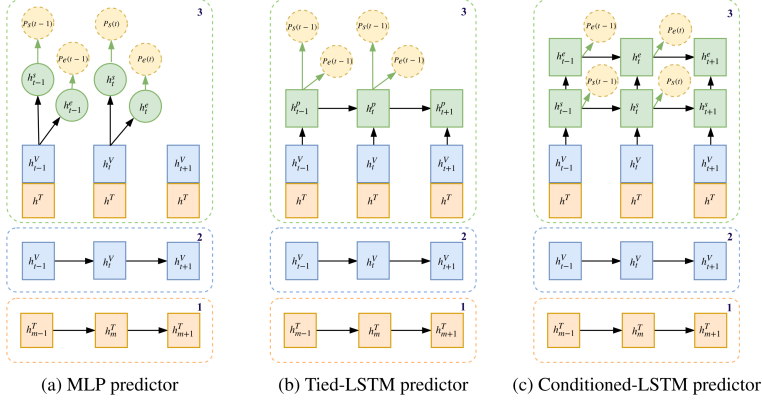 3
P_S(t−1) P_S(t)
P_e(t−1) P_e(t)
h^s_{t−1} h^s_t
h^e_{t−1} h^e_t
h^V_{t−1} h^V_t h^V_{t+1}
h^T h^T h^T
2
h^V_{t−1} h^V_t h^V_{t+1}
1
h^T_{m−1} h^T_m h^T_{m+1}
(a) MLP predictor
3
P_S(t−1) P_S(t−1)
P_e(t−1) P_e(t−1)
h^p_{t−1} h^p_t h^p_{t+1}
h^V_{t−1} h^V_t h^V_{t+1}
h^T h^T h^T
2
h^V_{t−1} h^V_t h^V_{t+1}
1
h^T_{m−1} h^T_m h^T_{m+1}
(b) Tied-LSTM predictor
3
P_e(t−1) P_e(t)
h^e_{t−1} h^e_t h^e_{t+1}
P_S(t−1) P_S(t)
h^s_{t−1} h^s_t h^s_{t+1}
h^V_{t−1} h^V_t h^V_{t+1}
h^T h^T h^T
2
h^V_{t−1} h^V_t h^V_{t+1}
1
h^T_{m−1} h^T_m h^T_{m+1}
(c) Conditioned-LSTM predictor